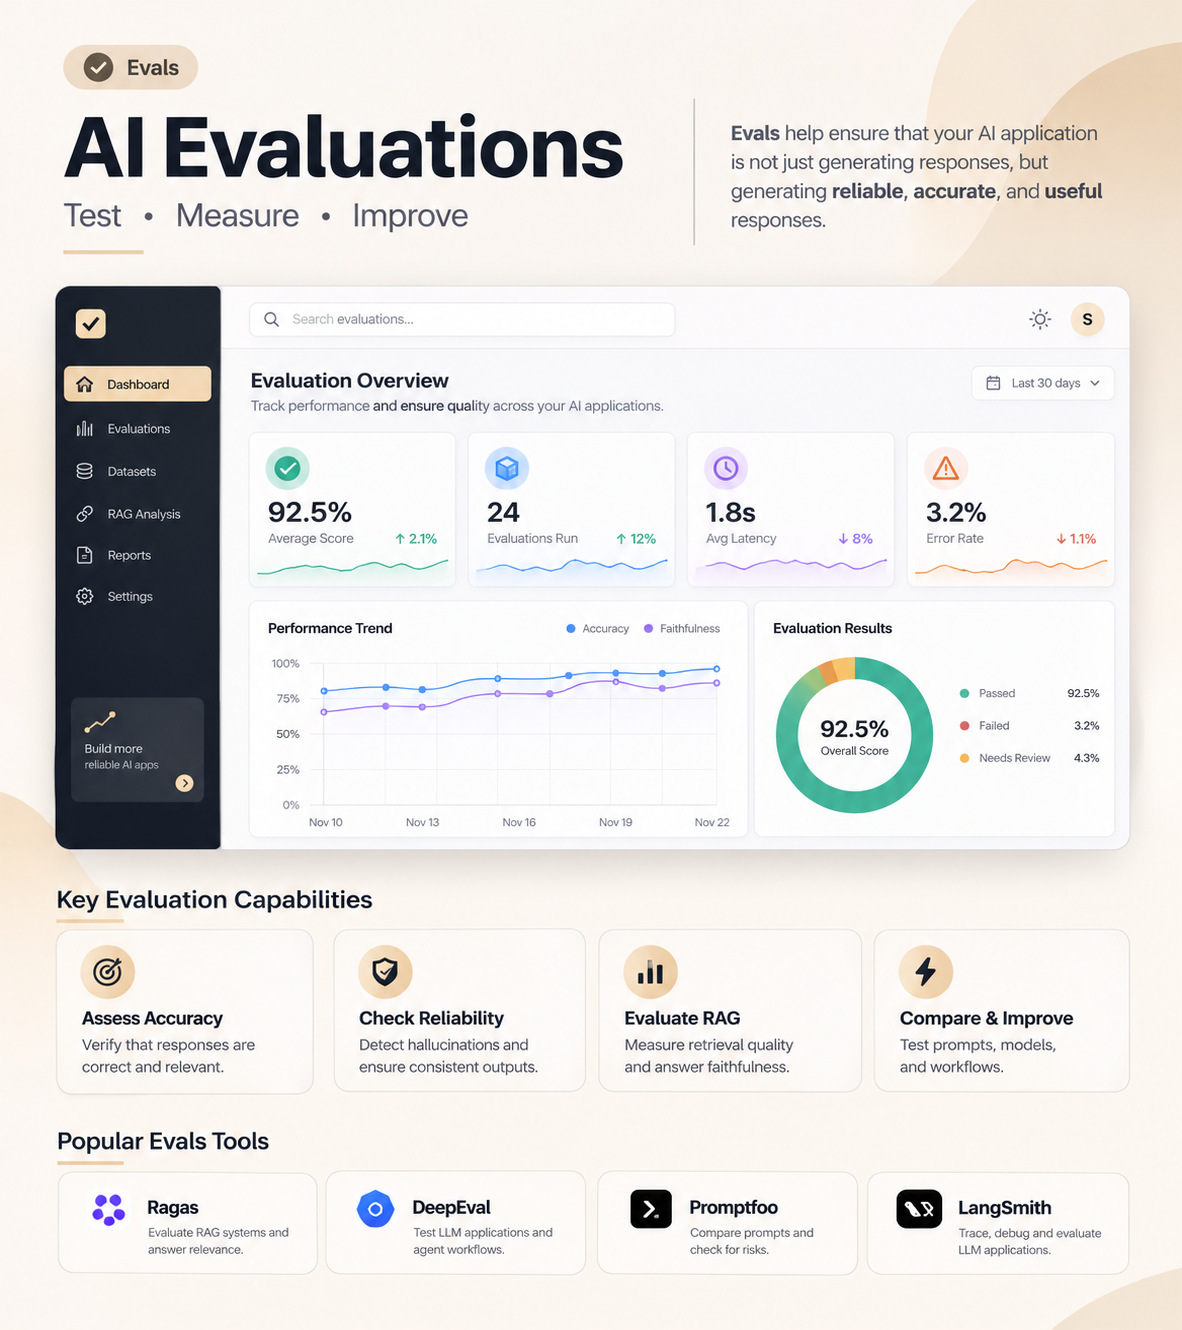 Evals
AI Evaluations
Test • Measure • Improve
Evals help ensure that your AI application
is not just generating responses, but
generating reliable, accurate, and useful
responses.
Search evaluations...
S
Dashboard
Evaluations
Datasets
RAG Analysis
Reports
Settings
Build more
reliable AI apps
Evaluation Overview
Track performance and ensure quality across your AI applications.
Last 30 days
92.5%
Average Score ↑ 2.1%
24
Evaluations Run ↑ 12%
1.8s
Avg Latency ↓ 8%
3.2%
Error Rate ↓ 1.1%
Performance Trend
Accuracy
Faithfulness
100%
75%
50%
25%
0%
Nov 10
Nov 13
Nov 16
Nov 19
Nov 22
Evaluation Results
92.5%
Overall Score
Passed 92.5%
Failed 3.2%
Needs Review 4.3%
Key Evaluation Capabilities
Assess Accuracy
Verify that responses are
correct and relevant.
Check Reliability
Detect hallucinations and
ensure consistent outputs.
Evaluate RAG
Measure retrieval quality
and answer faithfulness.
Compare & Improve
Test prompts, models,
and workflows.
Popular Evals Tools
Ragas
Evaluate RAG systems and
answer relevance.
DeepEval
Test LLM applications and
agent workflows.
Promptfoo
Compare prompts and
check for risks.
LangSmith
Trace, debug and evaluate
LLM applications.